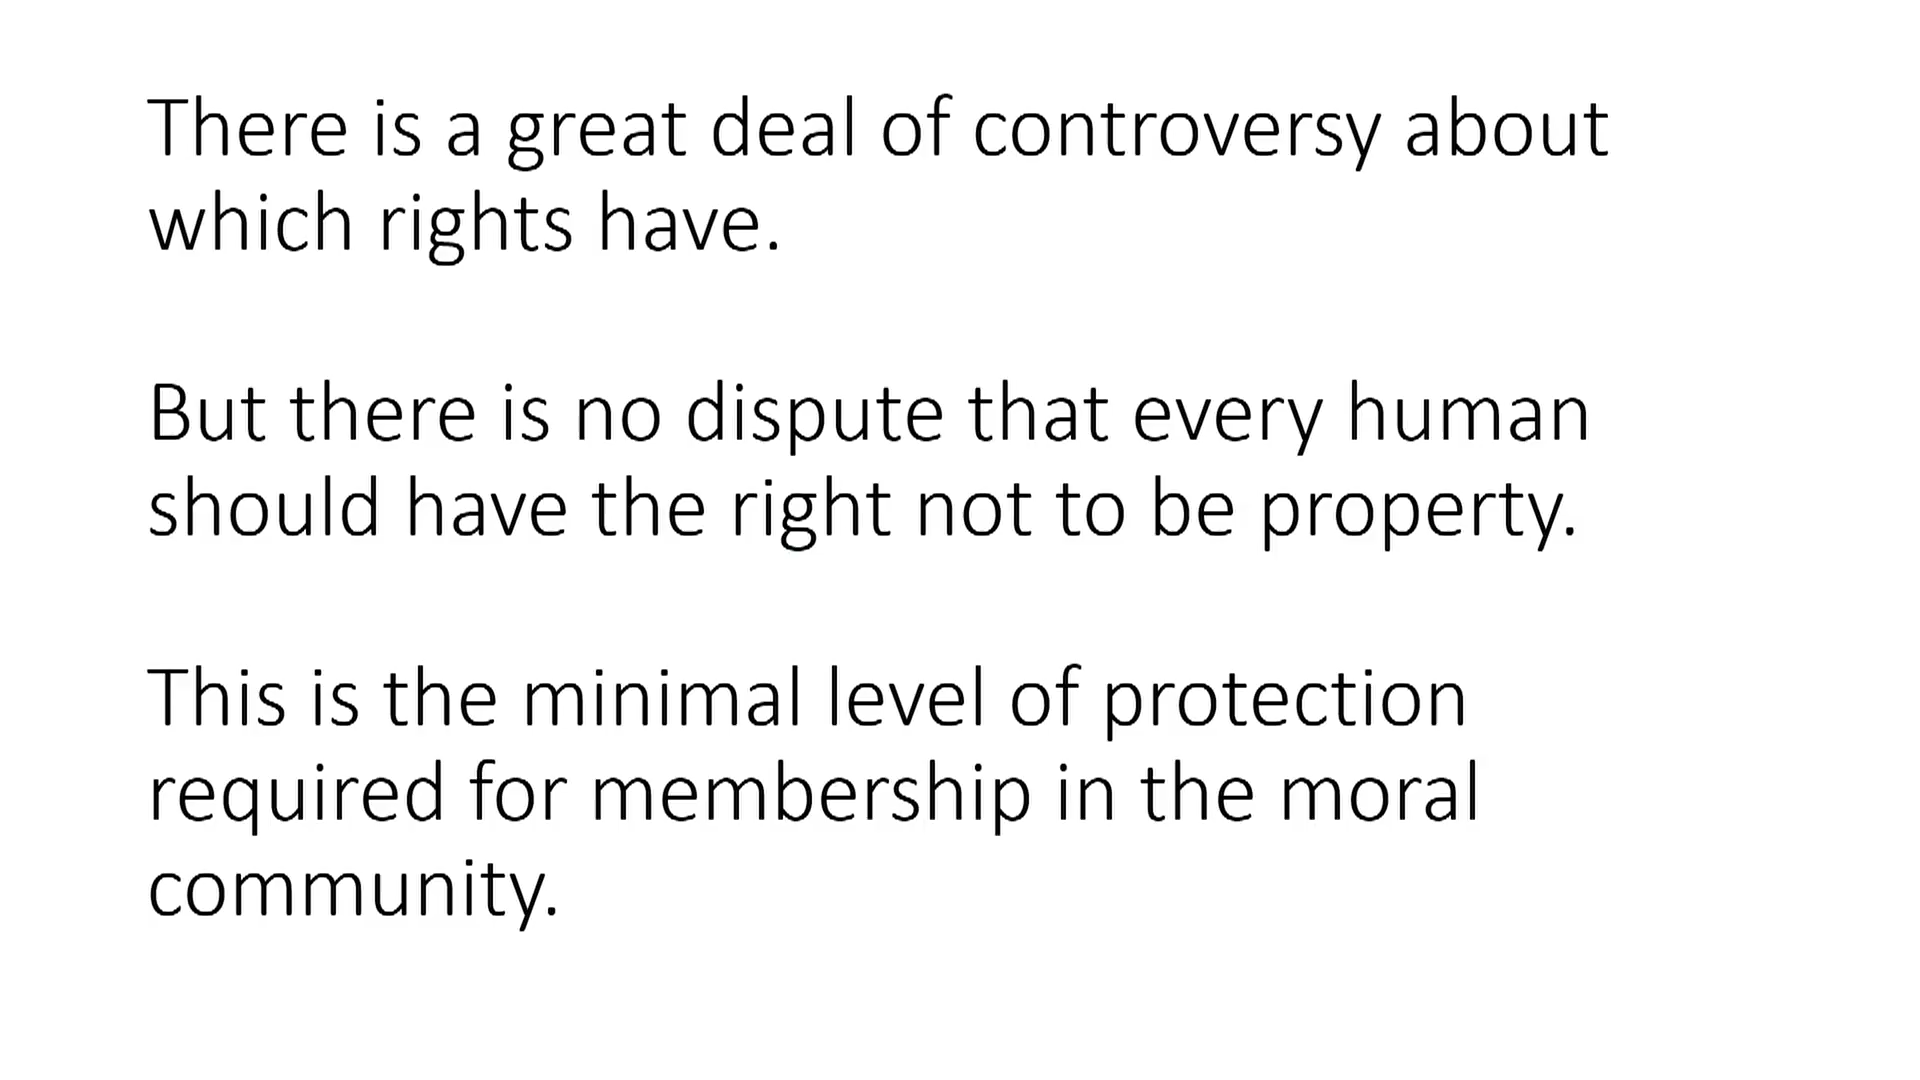 There is a great deal of controversy about
which rights have.
But there is no dispute that every human
should have the right not to be property.
This is the minimal level of protection
required for membership in the moral
community.